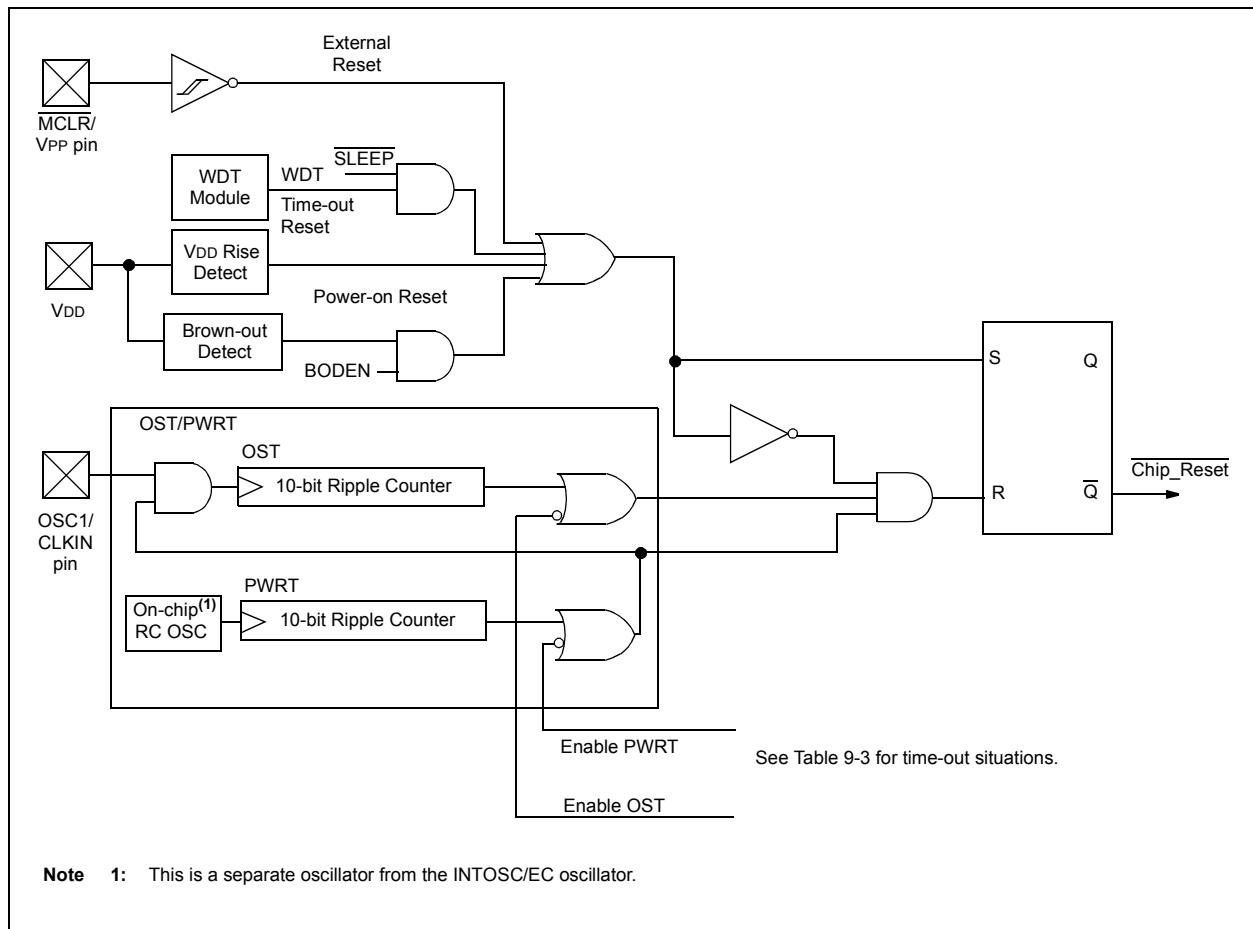 External
Reset
M̅C̅L̅R̅/
VPP pin
S̅L̅E̅E̅P̅
WDT
Module
WDT
Time-out
Reset
VDD Rise
Detect
VDD
Power-on Reset
Brown-out
Detect
BODEN
S
Q
OST/PWRT
OST
10-bit Ripple Counter
OSC1/
CLKIN
pin
R
Q̅
C̅h̅i̅p̅_̅R̅e̅s̅e̅t̅
PWRT
On-chip(1)
RC OSC
10-bit Ripple Counter
Enable PWRT
See Table 9-3 for time-out situations.
Enable OST
Note 1: This is a separate oscillator from the INTOSC/EC oscillator.